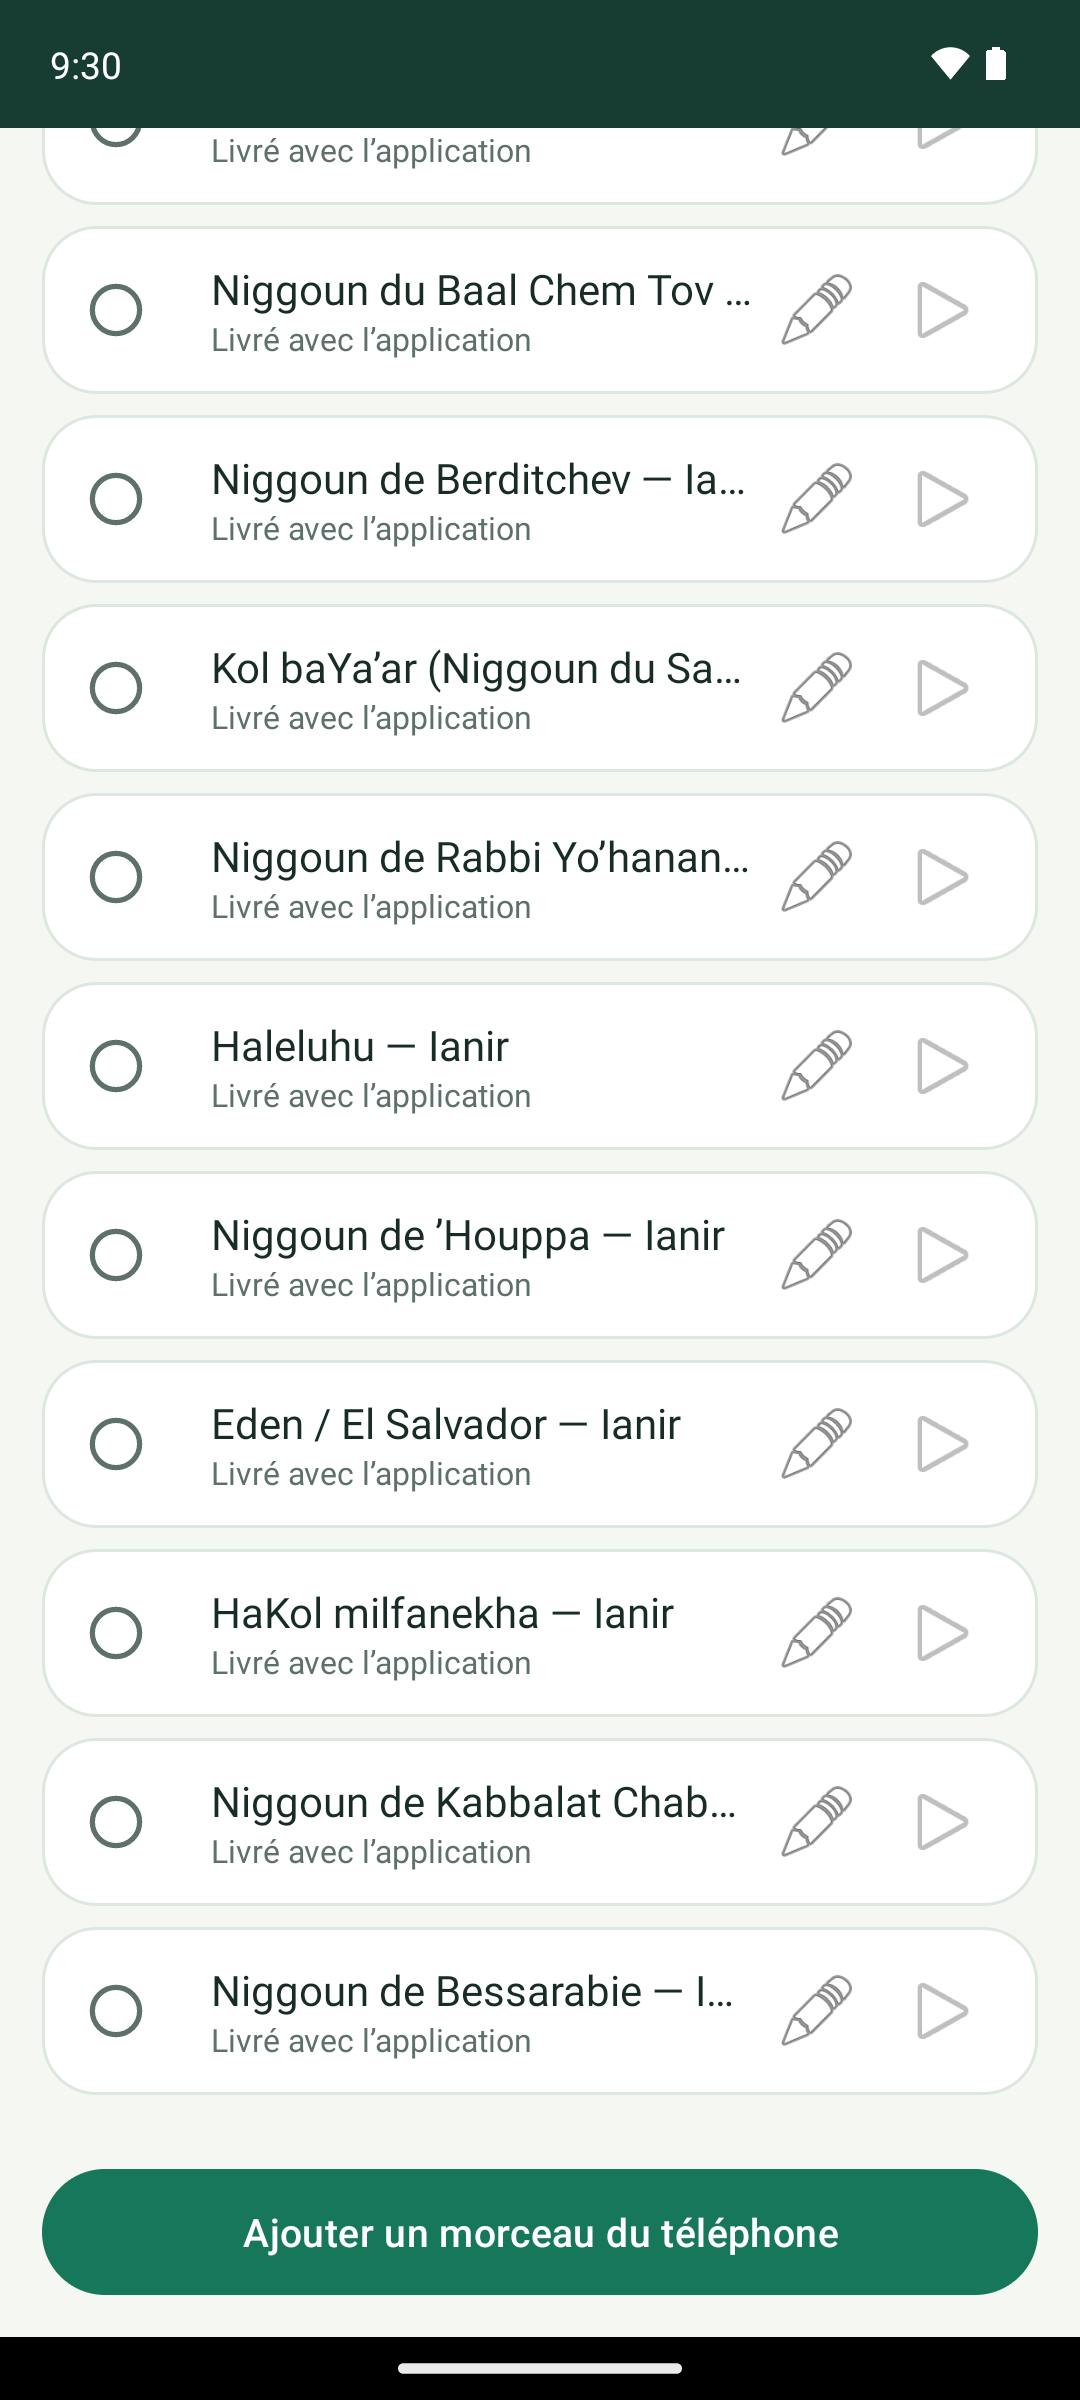 9:30
Livré avec l’application
Niggoun du Baal Chem Tov …
Livré avec l’application
Niggoun de Berditchev — Ia…
Livré avec l’application
Kol baYa’ar (Niggoun du Sa…
Livré avec l’application
Niggoun de Rabbi Yo’hanan…
Livré avec l’application
Haleluhu — Ianir
Livré avec l’application
Niggoun de ’Houppa — Ianir
Livré avec l’application
Eden / El Salvador — Ianir
Livré avec l’application
HaKol milfanekha — Ianir
Livré avec l’application
Niggoun de Kabbalat Chab…
Livré avec l’application
Niggoun de Bessarabie — I…
Livré avec l’application
Ajouter un morceau du téléphone